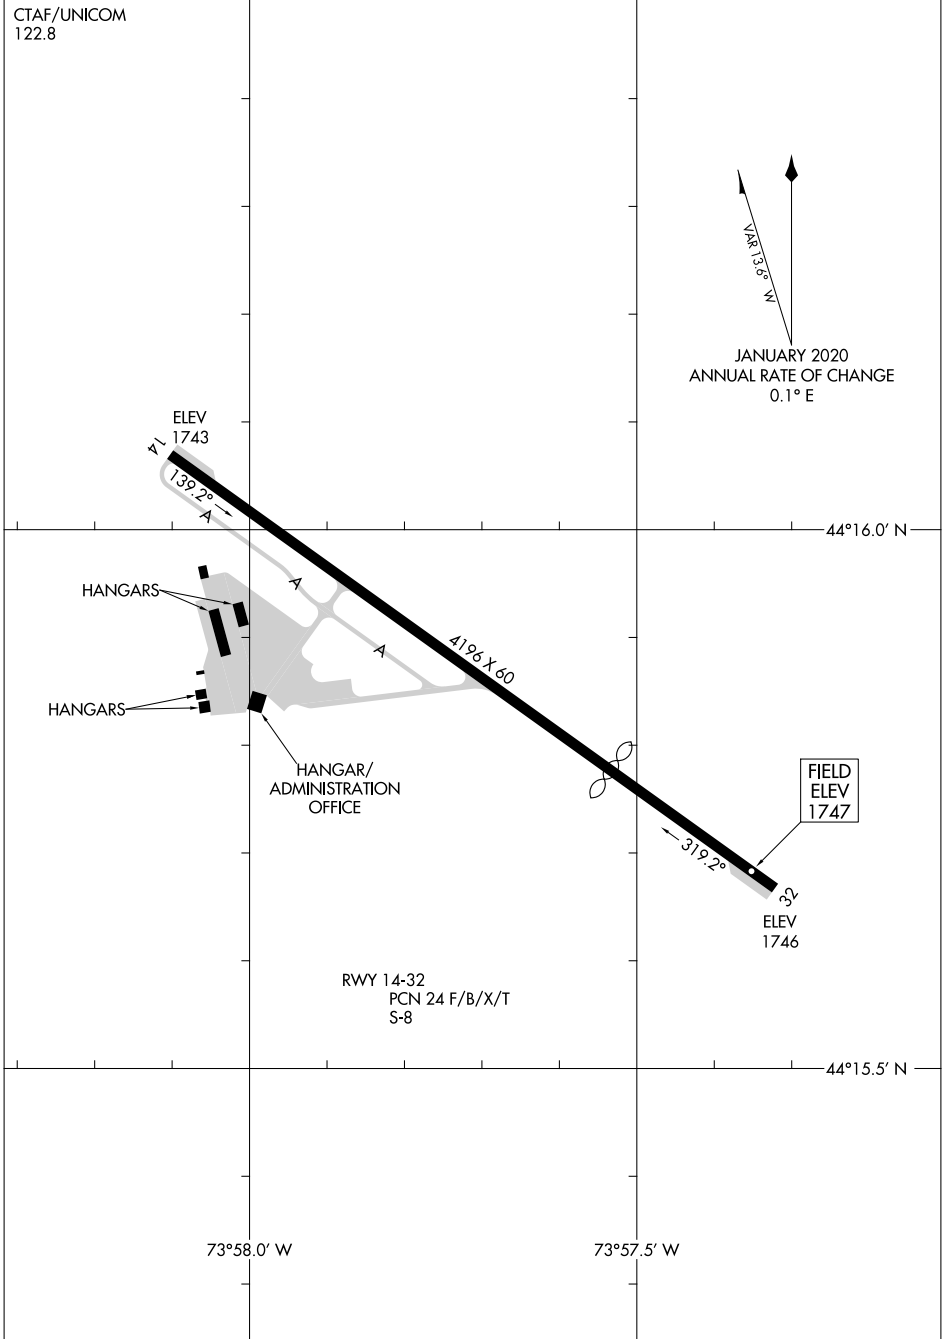 CTAF/UNICOM
122.8
VAR 13.6° W
JANUARY 2020
ANNUAL RATE OF CHANGE
0.1° E
ELEV
1743
14
139.2°
A
44°16.0' N
HANGARS
A
4196 X 60
A
HANGARS
HANGAR/
ADMINISTRATION
OFFICE
FIELD
ELEV
1747
319.2°
32
ELEV
1746
RWY 14-32
PCN 24 F/B/X/T
S-8
44°15.5' N
73°58.0' W
73°57.5' W